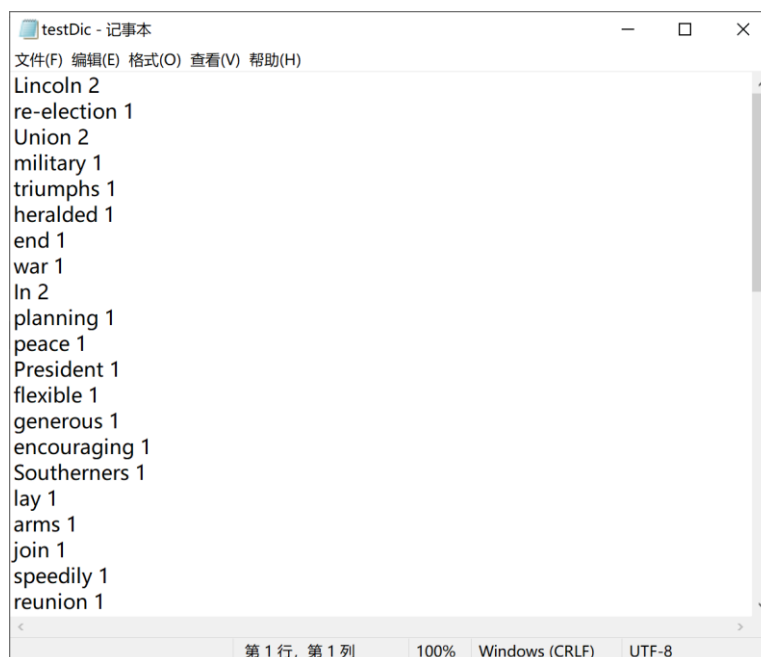 testDic - 记事本
文件(F) 编辑(E) 格式(O) 查看(V) 帮助(H)
Lincoln 2
re-election 1
Union 2
military 1
triumphs 1
heralded 1
end 1
war 1
In 2
planning 1
peace 1
President 1
flexible 1
generous 1
encouraging 1
Southerners 1
lay 1
arms 1
join 1
speedily 1
reunion 1
第 1 行，第 1 列 100% Windows (CRLF) UTF-8